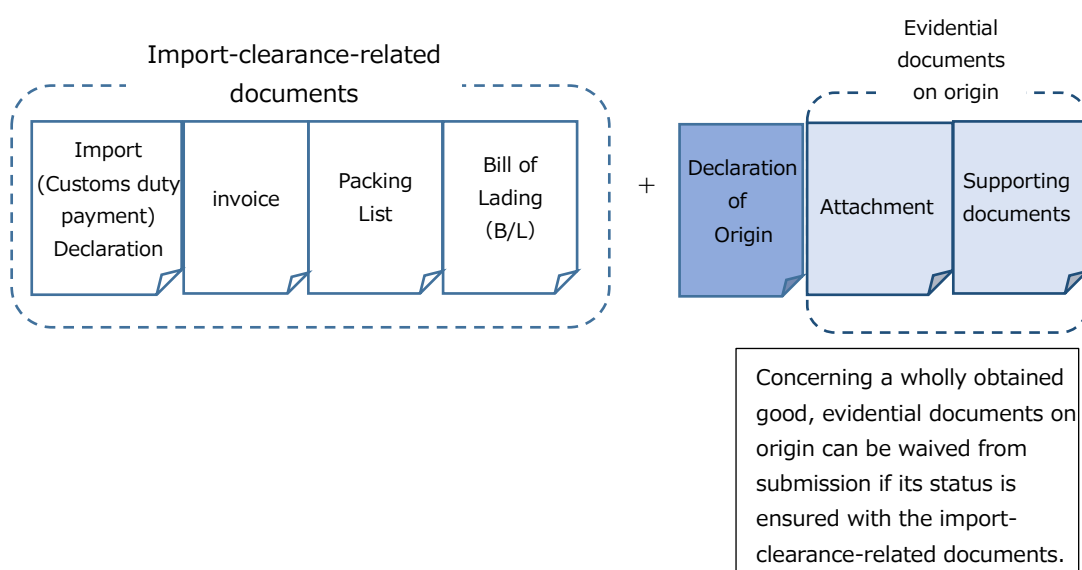 Import-clearance-related
documents
Import
(Customs duty
payment)
Declaration
invoice
Packing
List
Bill of
Lading
（B/L）
+
Declaration
of
Origin
Evidential
documents
on origin
Attachment
Supporting
documents
Concerning a wholly obtained
good, evidential documents on
origin can be waived from
submission if its status is
ensured with the import-
clearance-related documents.